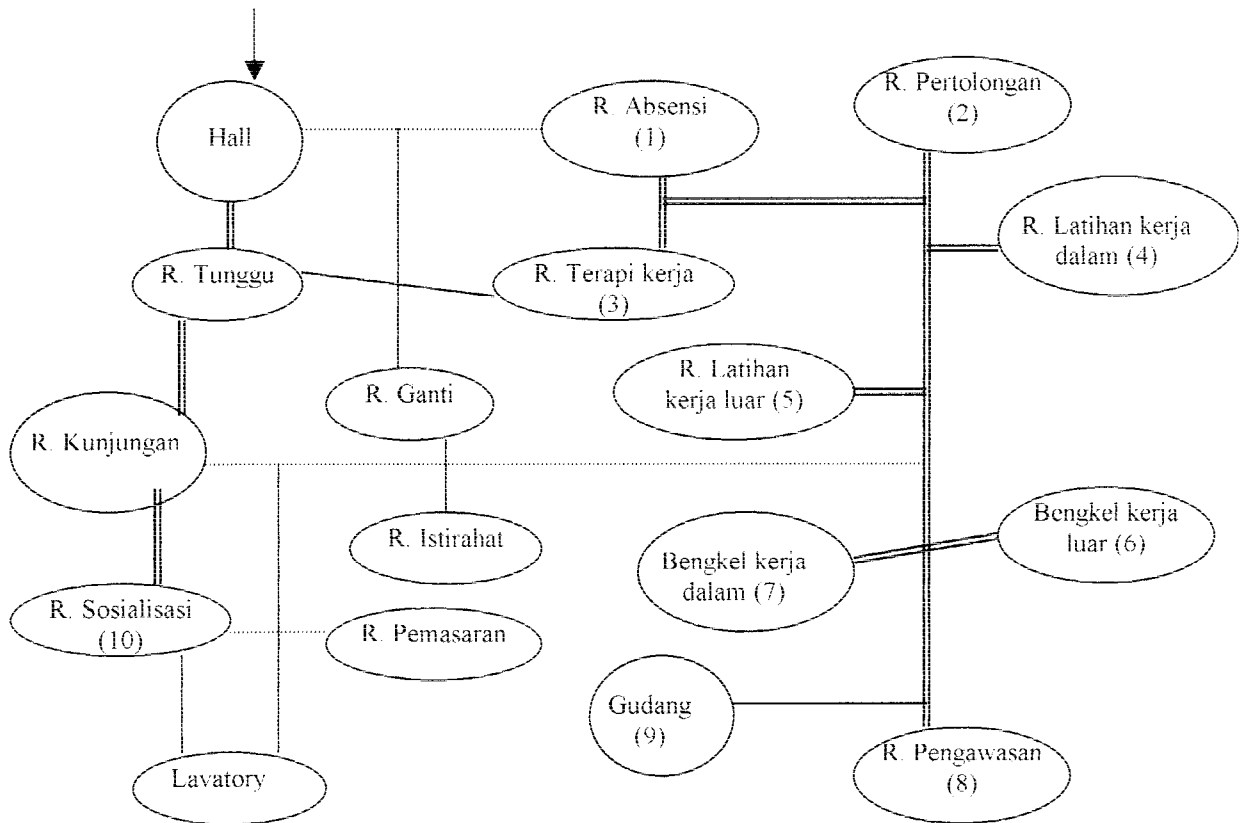 Hall
R. Absensi
(1)
R. Pertolongan
(2)
R. Tunggu
R. Terapi kerja
(3)
R. Latihan kerja
dalam (4)
R. Ganti
R. Latihan
kerja luar (5)
R. Kunjungan
R. Istirahat
Bengkel kerja
dalam (7)
Bengkel kerja
luar (6)
R. Sosialisasi
(10)
R. Pemasaran
Gudang
(9)
Lavatory
R. Pengawasan
(8)